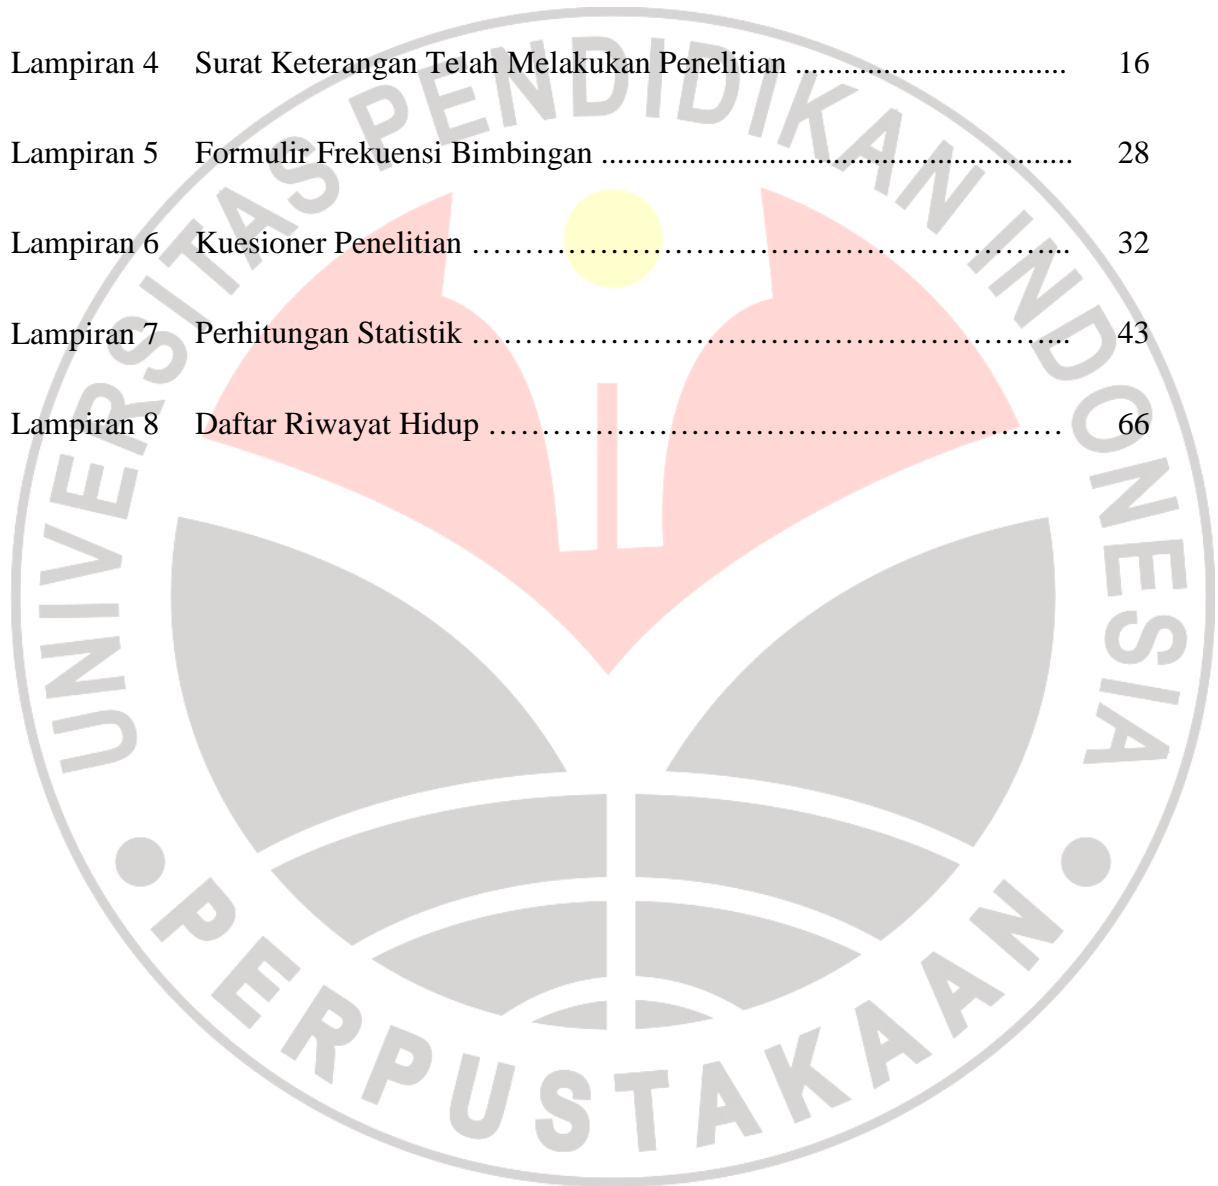 Lampiran 4 Surat Keterangan Telah Melakukan Penelitian ................................. 16
Lampiran 5 Formulir Frekuensi Bimbingan ......................................................... 28
Lampiran 6 Kuesioner Penelitian ……………………………………………….... 32
Lampiran 7 Perhitungan Statistik ……………………………………………….... 43
Lampiran 8 Daftar Riwayat Hidup ……………………………………………… 66
UNIVERSITAS PENDIDIKAN INDONESIA
PERPUSTAKAAN